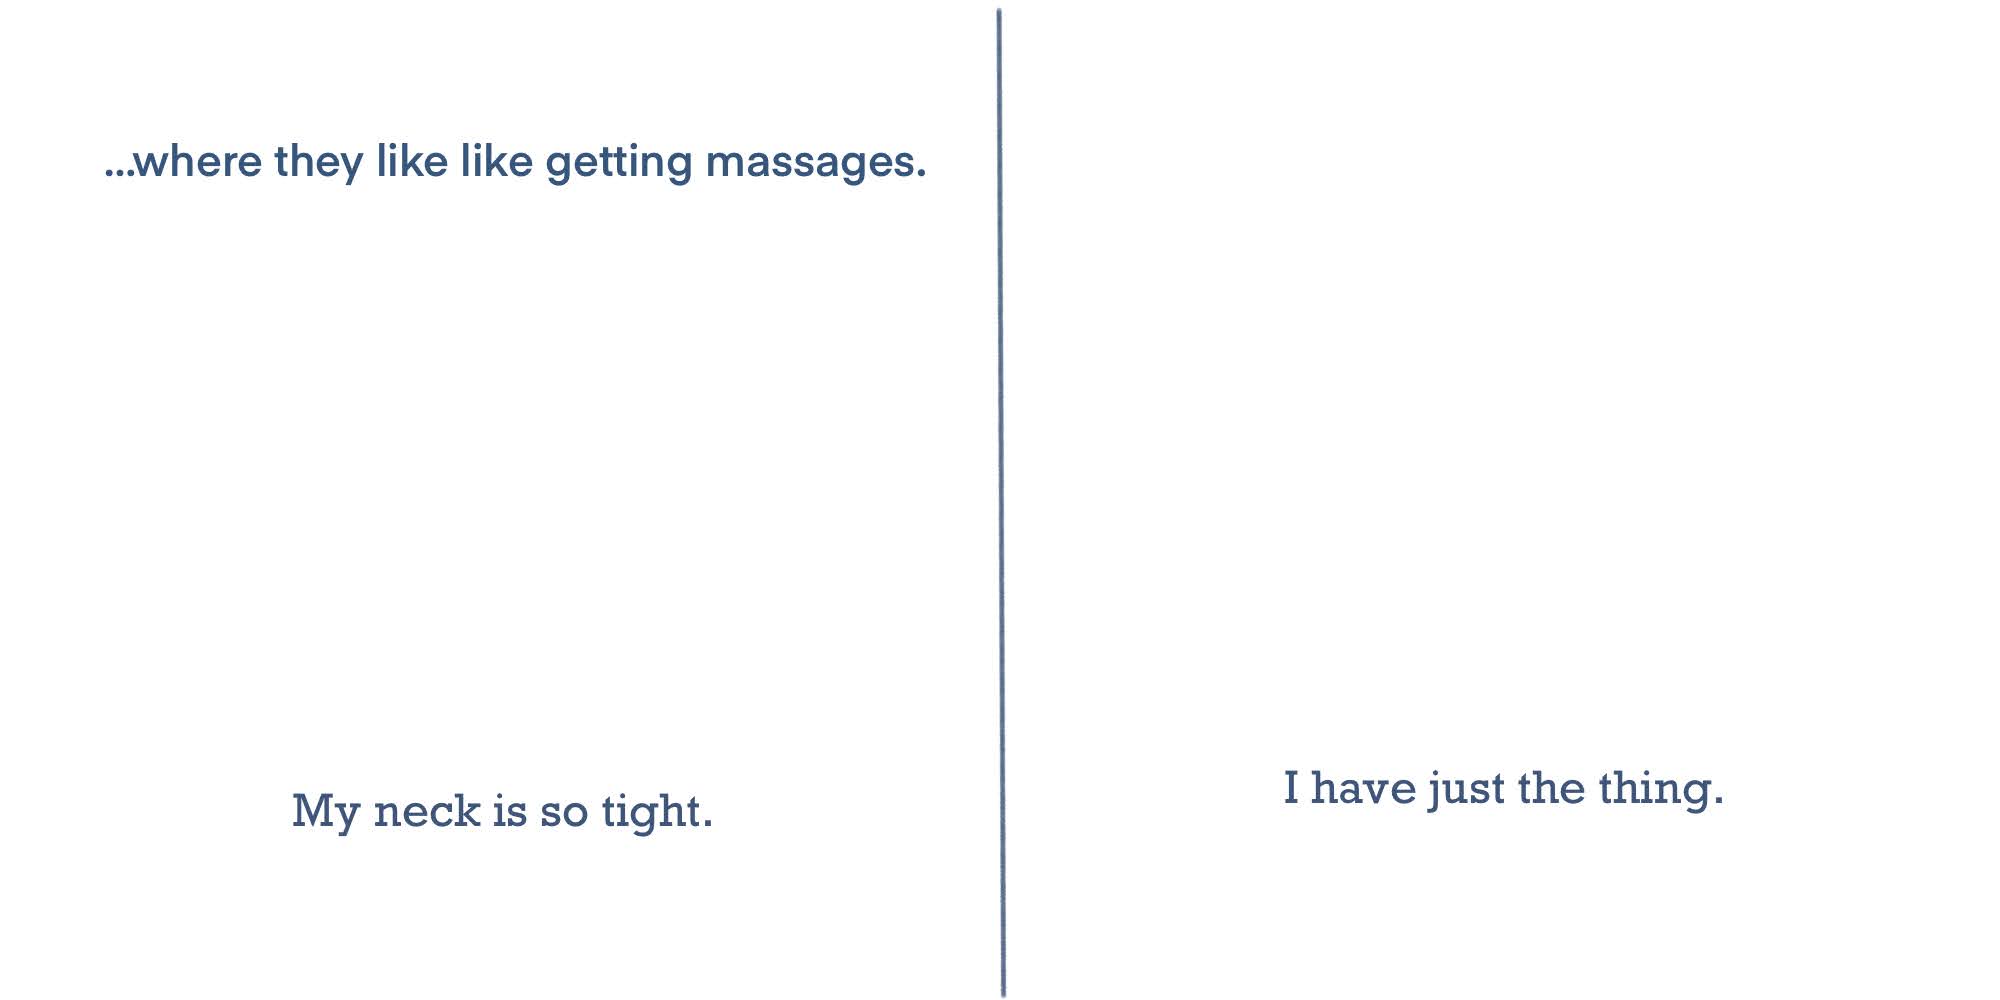 ...where they like like getting massages.
My neck is so tight.
I have just the thing.